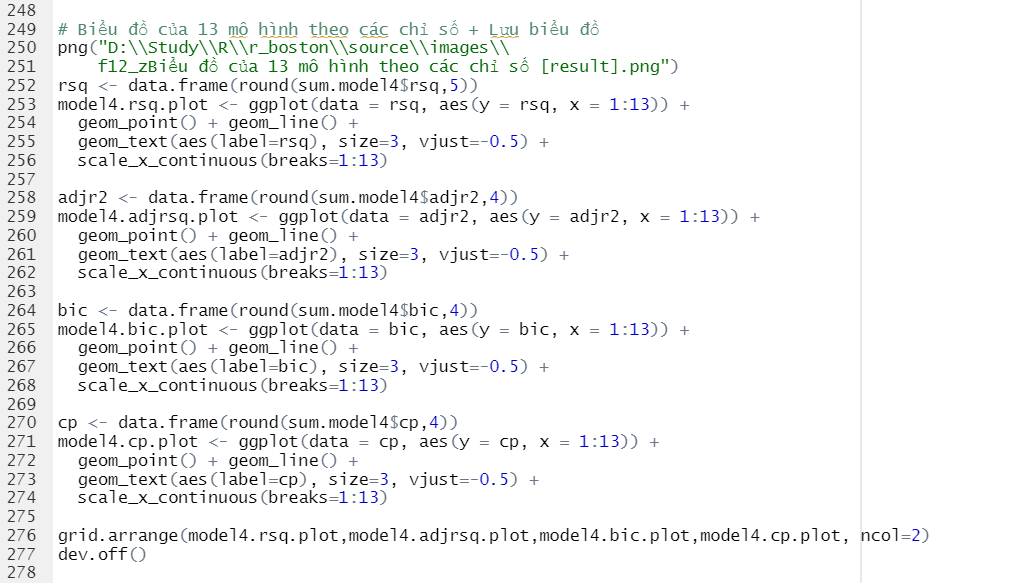 248
249 # Biểu đồ của 13 mô hình theo các chỉ số + Lưu biểu đồ
250 png("D:\\Study\\R\\r_boston\\source\\images\\
251     f12_zBiểu đồ của 13 mô hình theo các chỉ số [result].png")
252 rsq <- data.frame(round(sum.model4$rsq,5))
253 model4.rsq.plot <- ggplot(data = rsq, aes(y = rsq, x = 1:13)) +
254   geom_point() + geom_line() +
255   geom_text(aes(label=rsq), size=3, vjust=-0.5) +
256   scale_x_continuous(breaks=1:13)
257
258 adjr2 <- data.frame(round(sum.model4$adjr2,4))
259 model4.adjrsq.plot <- ggplot(data = adjr2, aes(y = adjr2, x = 1:13)) +
260   geom_point() + geom_line() +
261   geom_text(aes(label=adjr2), size=3, vjust=-0.5) +
262   scale_x_continuous(breaks=1:13)
263
264 bic <- data.frame(round(sum.model4$bic,4))
265 model4.bic.plot <- ggplot(data = bic, aes(y = bic, x = 1:13)) +
266   geom_point() + geom_line() +
267   geom_text(aes(label=bic), size=3, vjust=-0.5) +
268   scale_x_continuous(breaks=1:13)
269
270 cp <- data.frame(round(sum.model4$cp,4))
271 model4.cp.plot <- ggplot(data = cp, aes(y = cp, x = 1:13)) +
272   geom_point() + geom_line() +
273   geom_text(aes(label=cp), size=3, vjust=-0.5) +
274   scale_x_continuous(breaks=1:13)
275
276 grid.arrange(model4.rsq.plot,model4.adjrsq.plot,model4.bic.plot,model4.cp.plot, ncol=2)
277 dev.off()
278